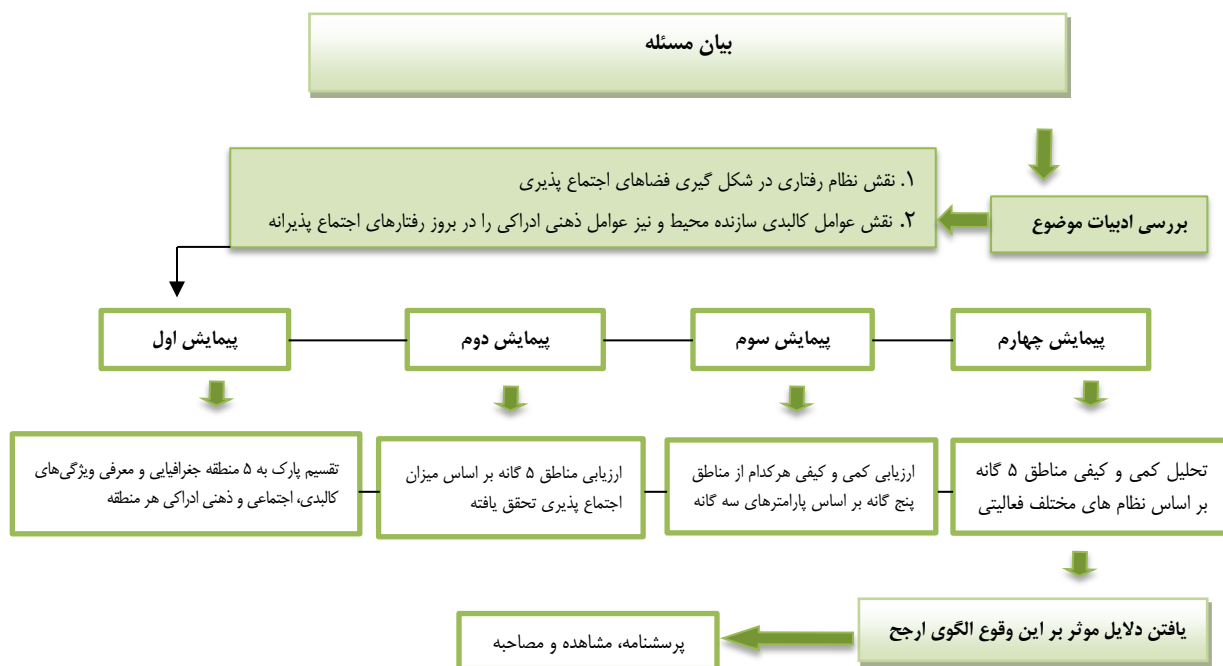 بیان مسئله
بررسی ادبیات موضوع
۱. نقش نظام رفتاری در شکل گیری فضاهای اجتماع پذیری
۲. نقش عوامل کالبدی سازنده محیط و نیز عوامل ذهنی ادراکی را در بروز رفتارهای اجتماع پذیرانه
پیمایش اول
پیمایش دوم
پیمایش سوم
پیمایش چهارم
تقسیم پارک به ۵ منطقه جغرافیایی و معرفی ویژگی‌های
کالبدی، اجتماعی و ذهنی ادراکی هر منطقه
ارزیابی مناطق ۵ گانه بر اساس میزان
اجتماع پذیری تحقق یافته
ارزیابی کمی و کیفی هرکدام از مناطق
پنج گانه بر اساس پارامترهای سه گانه
تحلیل کمی و کیفی مناطق ۵ گانه
بر اساس نظام های مختلف فعالیتی
یافتن دلایل موثر بر این وقوع الگوی ارجح
پرسشنامه، مشاهده و مصاحبه